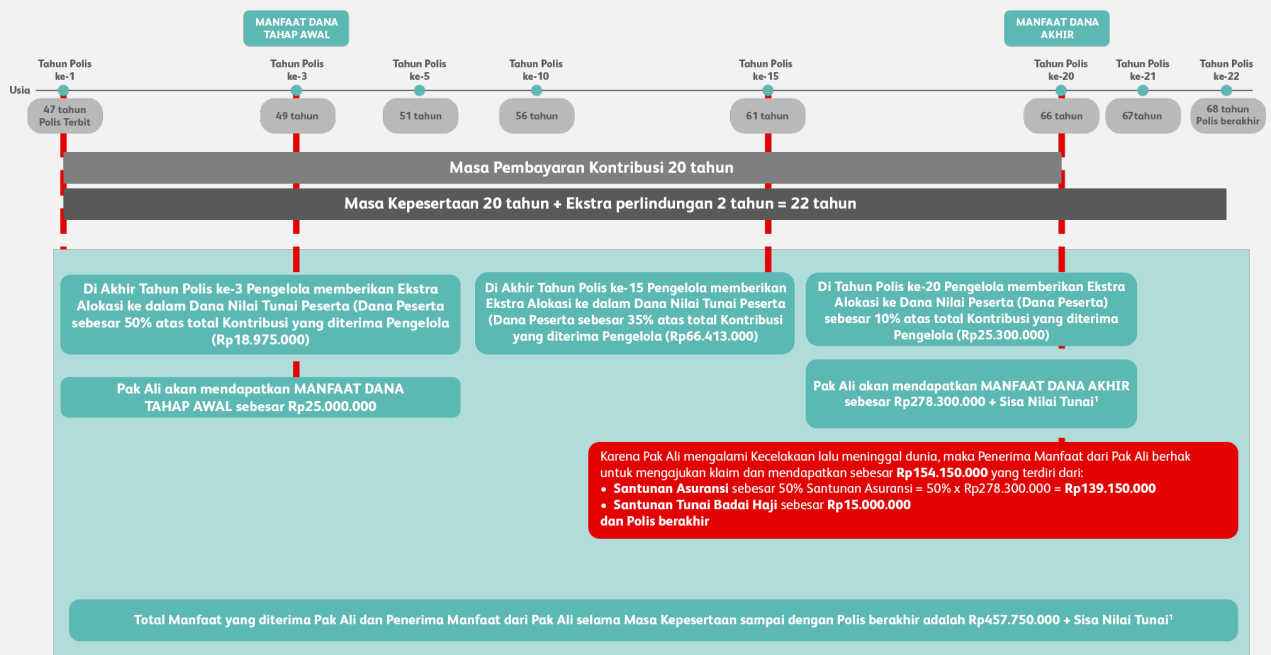 MANFAAT DANA
TAHAP AWAL
MANFAAT DANA
AKHIR
Tahun Polis
ke-1
Tahun Polis
ke-3
Tahun Polis
ke-5
Tahun Polis
ke-10
Tahun Polis
ke-15
Tahun Polis
ke-20
Tahun Polis
ke-21
Tahun Polis
ke-22
Usia
47 tahun
Polis Terbit
49 tahun
51 tahun
56 tahun
61 tahun
66 tahun
67tahun
68 tahun
Polis berakhir
Masa Pembayaran Kontribusi 20 tahun
Masa Kepesertaan 20 tahun + Ekstra perlindungan 2 tahun = 22 tahun
Di Akhir Tahun Polis ke-3 Pengelola memberikan Ekstra
Alokasi ke dalam Dana Nilai Tunai Peserta (Dana Peserta
sebesar 50% atas total Kontribusi yang diterima Pengelola
(Rp18.975.000)
Di Akhir Tahun Polis ke-15 Pengelola memberikan
Ekstra Alokasi ke dalam Dana Nilai Tunai Peserta
(Dana Peserta sebesar 35% atas total Kontribusi
yang diterima Pengelola (Rp66.413.000)
Di Tahun Polis ke-20 Pengelola memberikan Ekstra
Alokasi ke Dana Nilai Peserta (Dana Peserta)
sebesar 10% atas total Kontribusi yang diterima
Pengelola (Rp25.300.000)
Pak Ali akan mendapatkan MANFAAT DANA
TAHAP AWAL sebesar Rp25.000.000
Pak Ali akan mendapatkan MANFAAT DANA AKHIR
sebesar Rp278.300.000 + Sisa Nilai Tunai¹
Karena Pak Ali mengalami Kecelakaan lalu meninggal dunia, maka Penerima Manfaat dari Pak Ali berhak
untuk mengajukan klaim dan mendapatkan sebesar Rp154.150.000 yang terdiri dari:
• Santunan Asuransi sebesar 50% Santunan Asuransi = 50% x Rp278.300.000 = Rp139.150.000
• Santunan Tunai Badai Haji sebesar Rp15.000.000
dan Polis berakhir
Total Manfaat yang diterima Pak Ali dan Penerima Manfaat dari Pak Ali selama Masa Kepesertaan sampai dengan Polis berakhir adalah Rp457.750.000 + Sisa Nilai Tunai¹